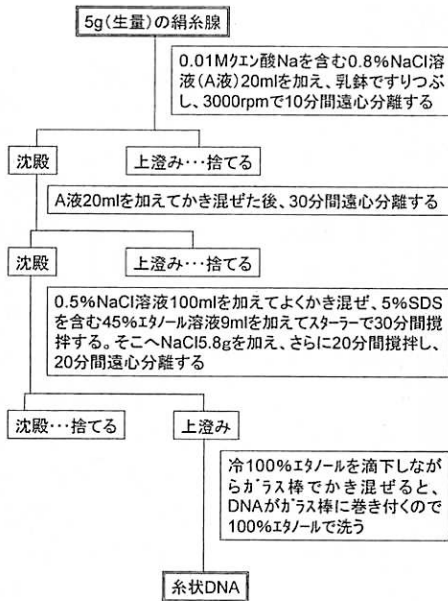 5g(生量)の絹糸腺
0.01Mクエン酸Naを含む0.8%NaCl溶
液(A液)20mlを加え、乳鉢ですりつぶ
し、3000rpmで10分間遠心分離する
沈殿
上澄み･･･捨てる
A液20mlを加えてかき混ぜた後、30分間遠心分離する
沈殿
上澄み･･･捨てる
0.5%NaCl溶液100mlを加えてよくかき混ぜ、5%SDS
を含む45%ｴﾀﾉｰﾙ溶液9mlを加えてｽﾀｰﾗｰで30分間撹
拌する。そこへNaCl5.8gを加え、さらに20分間撹拌し、
20分間遠心分離する
沈殿･･･捨てる
上澄み
冷100%ｴﾀﾉｰﾙを滴下しなが
らｶﾞﾗｽ棒でかき混ぜると、
DNAがｶﾞﾗｽ棒に巻き付くので
100%ｴﾀﾉｰﾙで洗う
糸状DNA